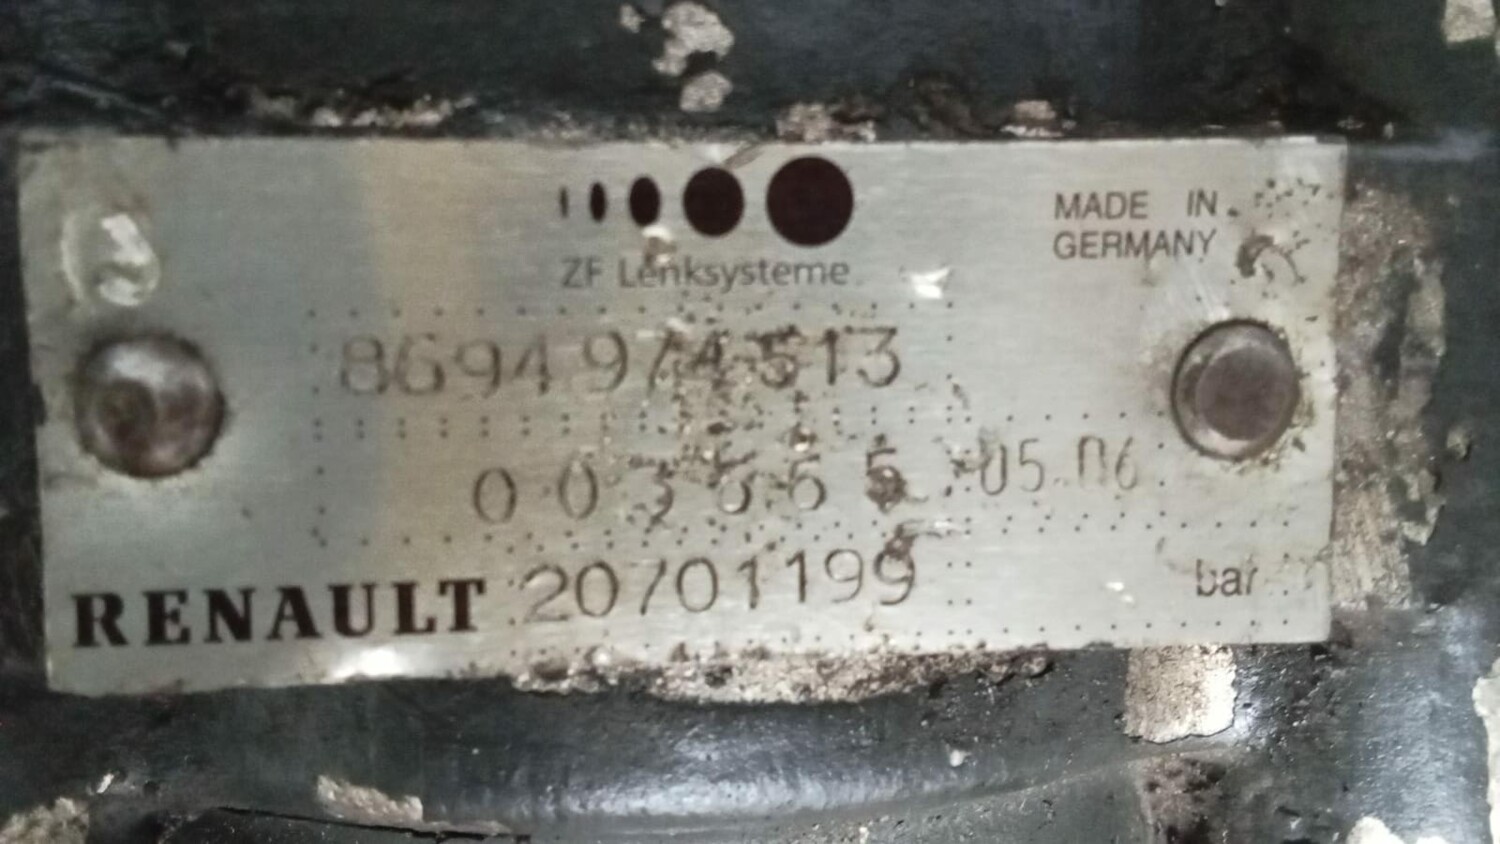 MADE IN
GERMANY
ZF Lenksysteme
8694974513
05.06
RENAULT 20701199
bar